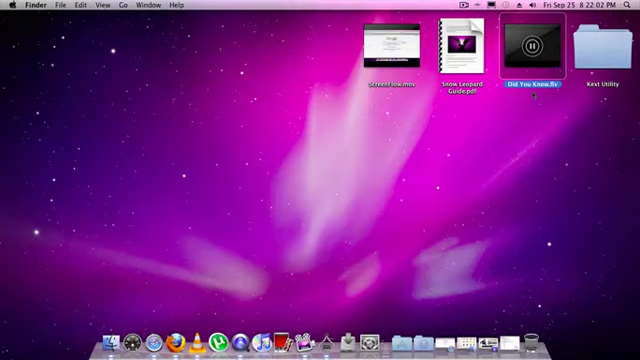 Finder File Edit View Go Window Help Fri Sep 25 8 22 02 PM
ScreenFlow.mov
Snow Leopard
Guide.pdf
Did You Know.flv
Kext Utility